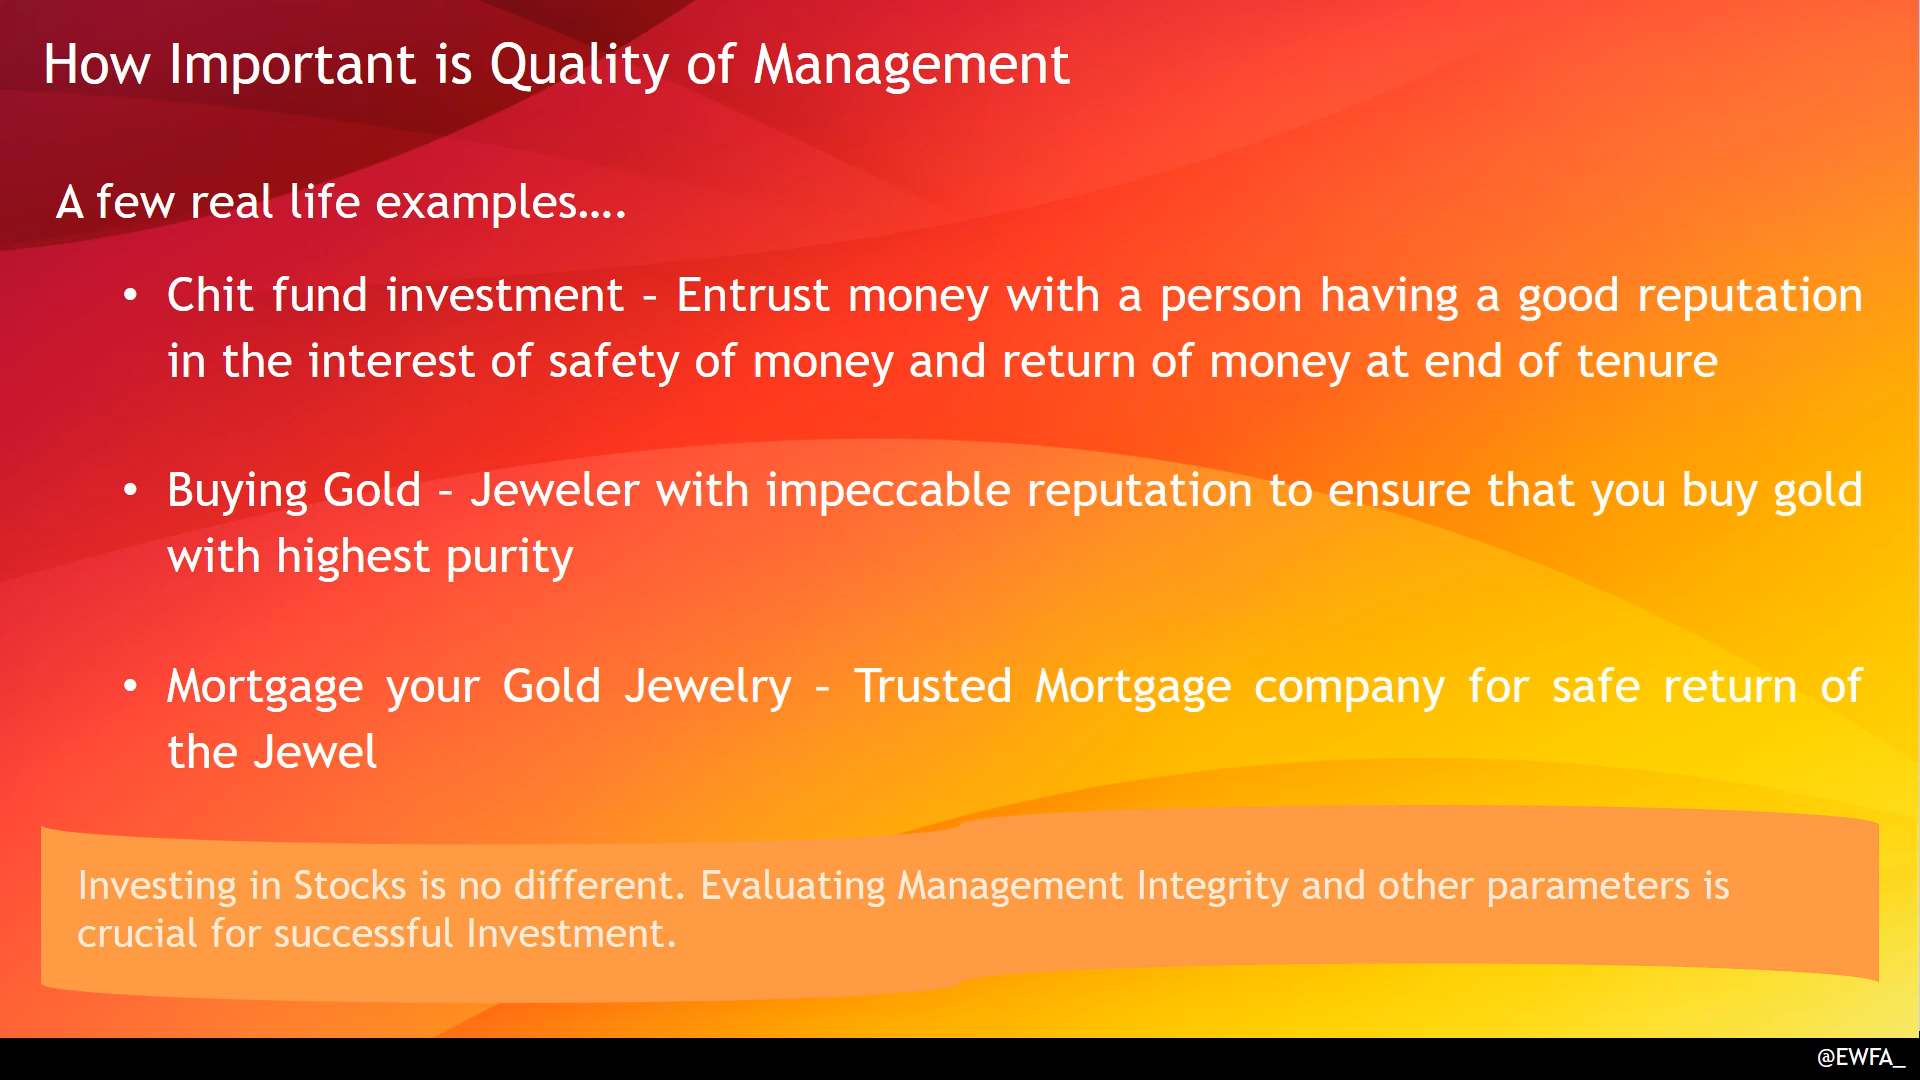 How Important is Quality of Management
A few real life examples....
• Chit fund investment – Entrust money with a person having a good reputation
in the interest of safety of money and return of money at end of tenure
• Buying Gold – Jeweler with impeccable reputation to ensure that you buy gold
with highest purity
• Mortgage your Gold Jewelry – Trusted Mortgage company for safe return of
the Jewel
Investing in Stocks is no different. Evaluating Management Integrity and other parameters is
crucial for successful Investment.
@EWFA_